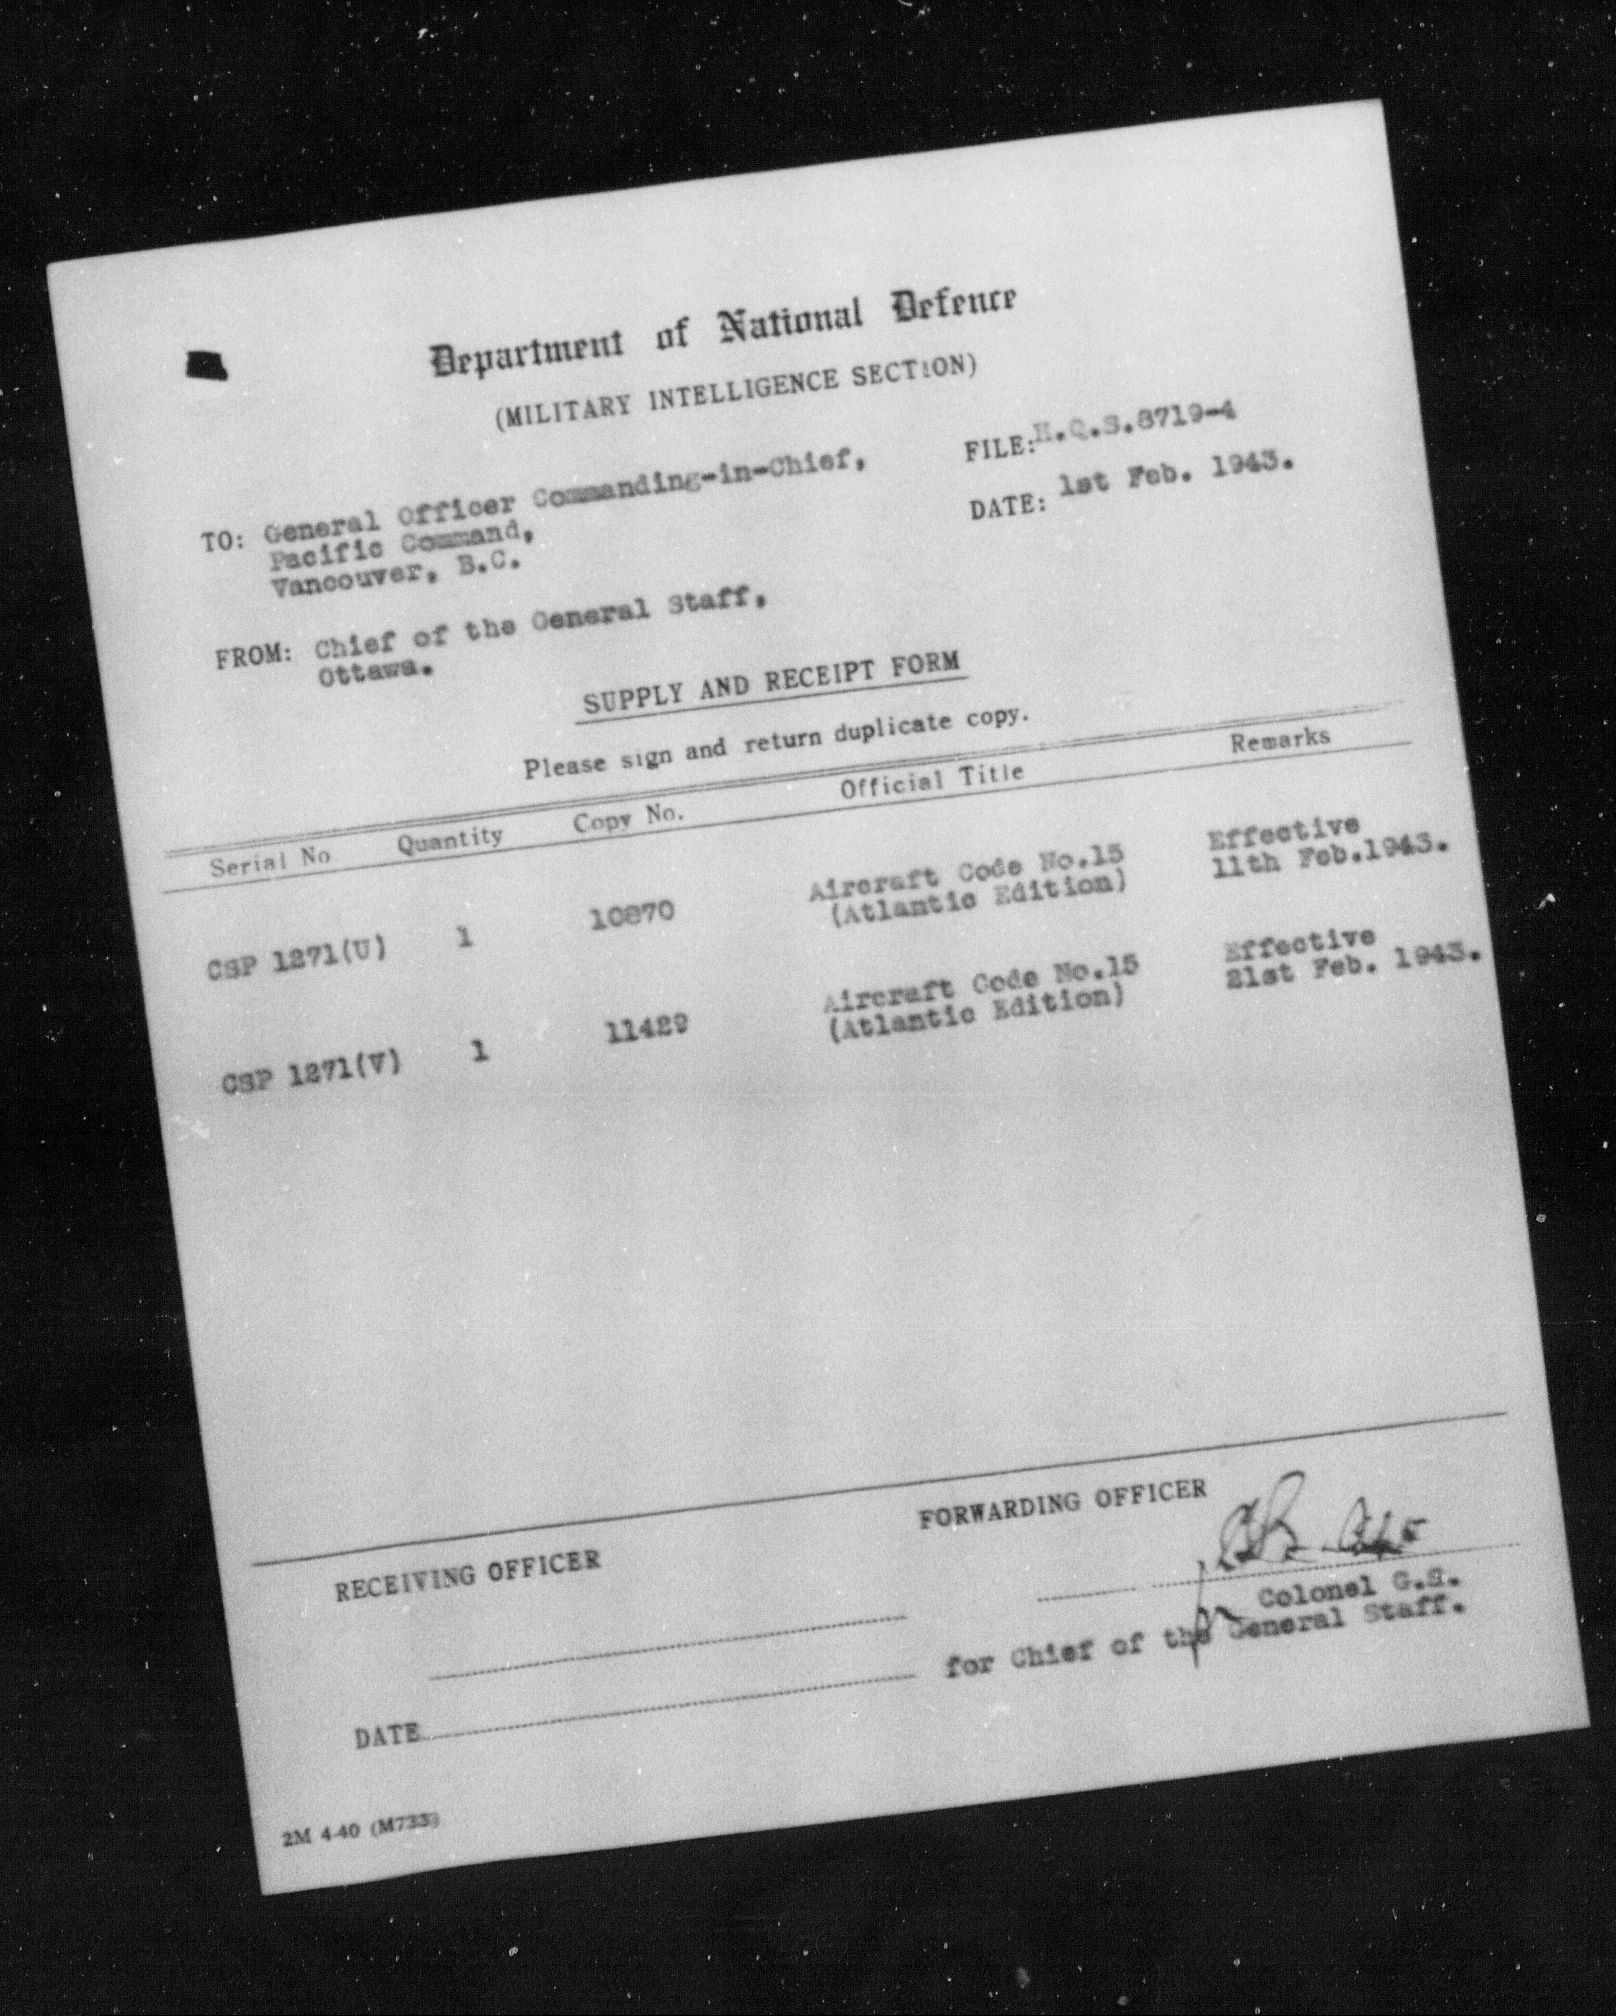 Department of National Defence
(MILITARY INTELLIGENCE SECTION)
FILE: H.Q.S.8719-4
DATE: 1st Feb. 1943.
TO: General Officer Commanding-in-Chief,
Pacific Command,
Vancouver, B.C.
FROM: Chief of the General Staff,
Ottawa.
SUPPLY AND RECEIPT FORM
Please sign and return duplicate copy.
Serial No Quantity Copy No. Official Title Remarks
CSP 1271(U) 1 10870 Aircraft Code No.15 Effective
(Atlantic Edition) 11th Feb.1943.
CSP 1271(V) 1 11429 Aircraft Code No.15 Effective
(Atlantic Edition) 21st Feb. 1943.
RECEIVING OFFICER
FORWARDING OFFICER
for Colonel G.S.
for Chief of the General Staff.
DATE
2M 4-40 (M723)